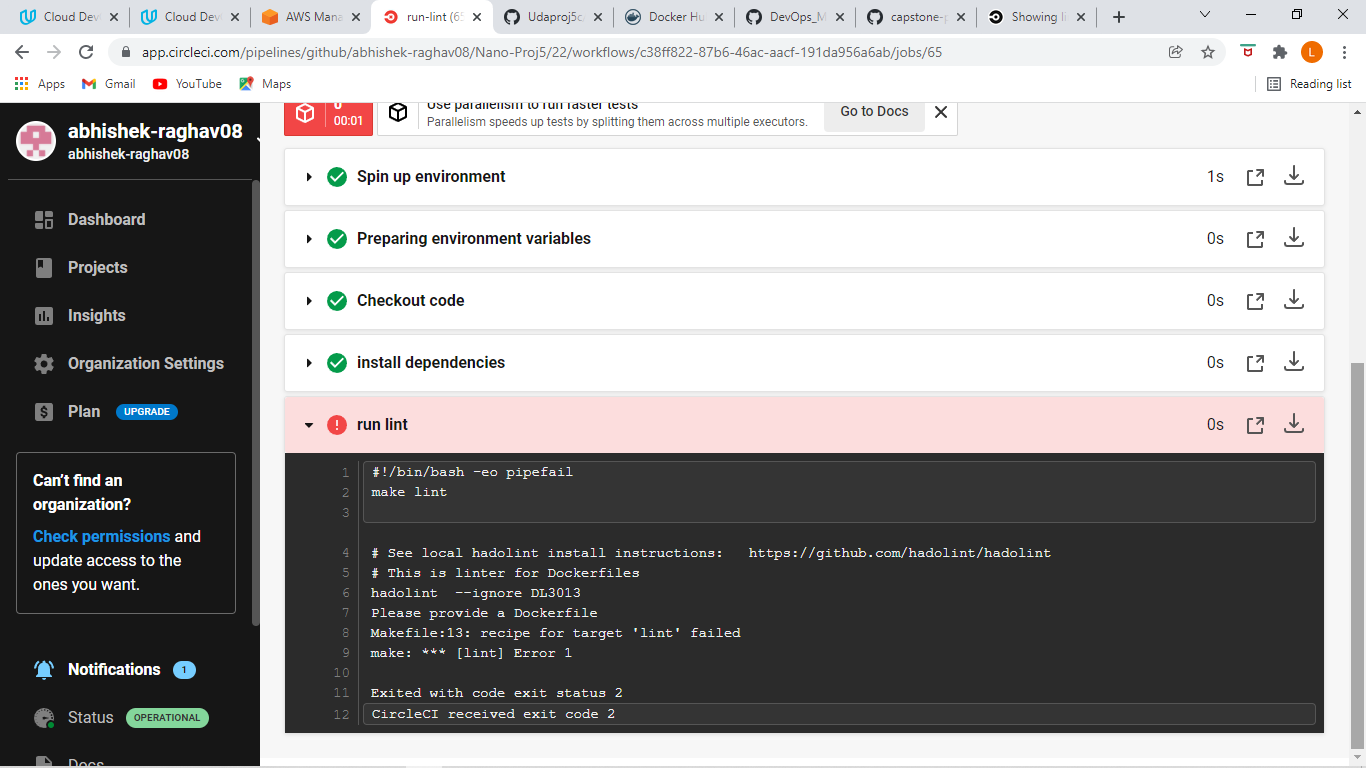 Cloud Dev
Cloud Dev
AWS Mana
run-lint (65
Udaproj5c
Docker Hu
DevOps_M
capstone-p
Showing li
app.circleci.com/pipelines/github/abhishek-raghav08/Nano-Proj5/22/workflows/c38ff822-87b6-46ac-aacf-191da956a6ab/jobs/65
L
Apps
Gmail
YouTube
Maps
Reading list
abhishek-raghav08
abhishek-raghav08
Dashboard
Projects
Insights
Organization Settings
Plan UPGRADE
Can't find an
organization?
Check permissions and
update access to the
ones you want.
Notifications 1
Status OPERATIONAL
Docs
0
00:01
Use parallelism to run faster tests
Parallelism speeds up tests by splitting them across multiple executors.
Go to Docs
Spin up environment 1s
Preparing environment variables 0s
Checkout code 0s
install dependencies 0s
run lint 0s
1 #!/bin/bash -eo pipefail
2 make lint
3
4 # See local hadolint install instructions:   https://github.com/hadolint/hadolint
5 # This is linter for Dockerfiles
6 hadolint  --ignore DL3013
7 Please provide a Dockerfile
8 Makefile:13: recipe for target 'lint' failed
9 make: *** [lint] Error 1
10
11 Exited with code exit status 2
12 CircleCI received exit code 2